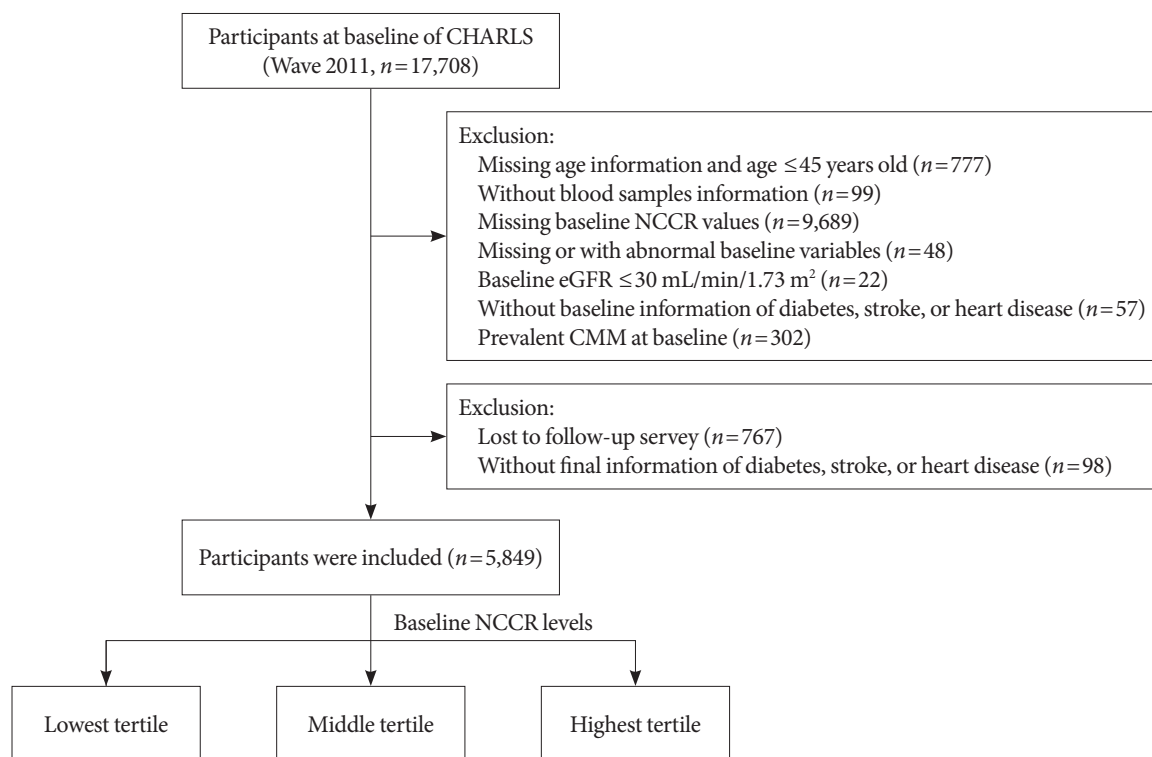 Participants at baseline of CHARLS
(Wave 2011, n=17,708)
Exclusion:
Missing age information and age ≤45 years old (n=777)
Without blood samples information (n=99)
Missing baseline NCCR values (n=9,689)
Missing or with abnormal baseline variables (n=48)
Baseline eGFR ≤30 mL/min/1.73 m² (n=22)
Without baseline information of diabetes, stroke, or heart disease (n=57)
Prevalent CMM at baseline (n=302)
Exclusion:
Lost to follow-up servey (n=767)
Without final information of diabetes, stroke, or heart disease (n=98)
Participants were included (n=5,849)
Baseline NCCR levels
Lowest tertile
Middle tertile
Highest tertile